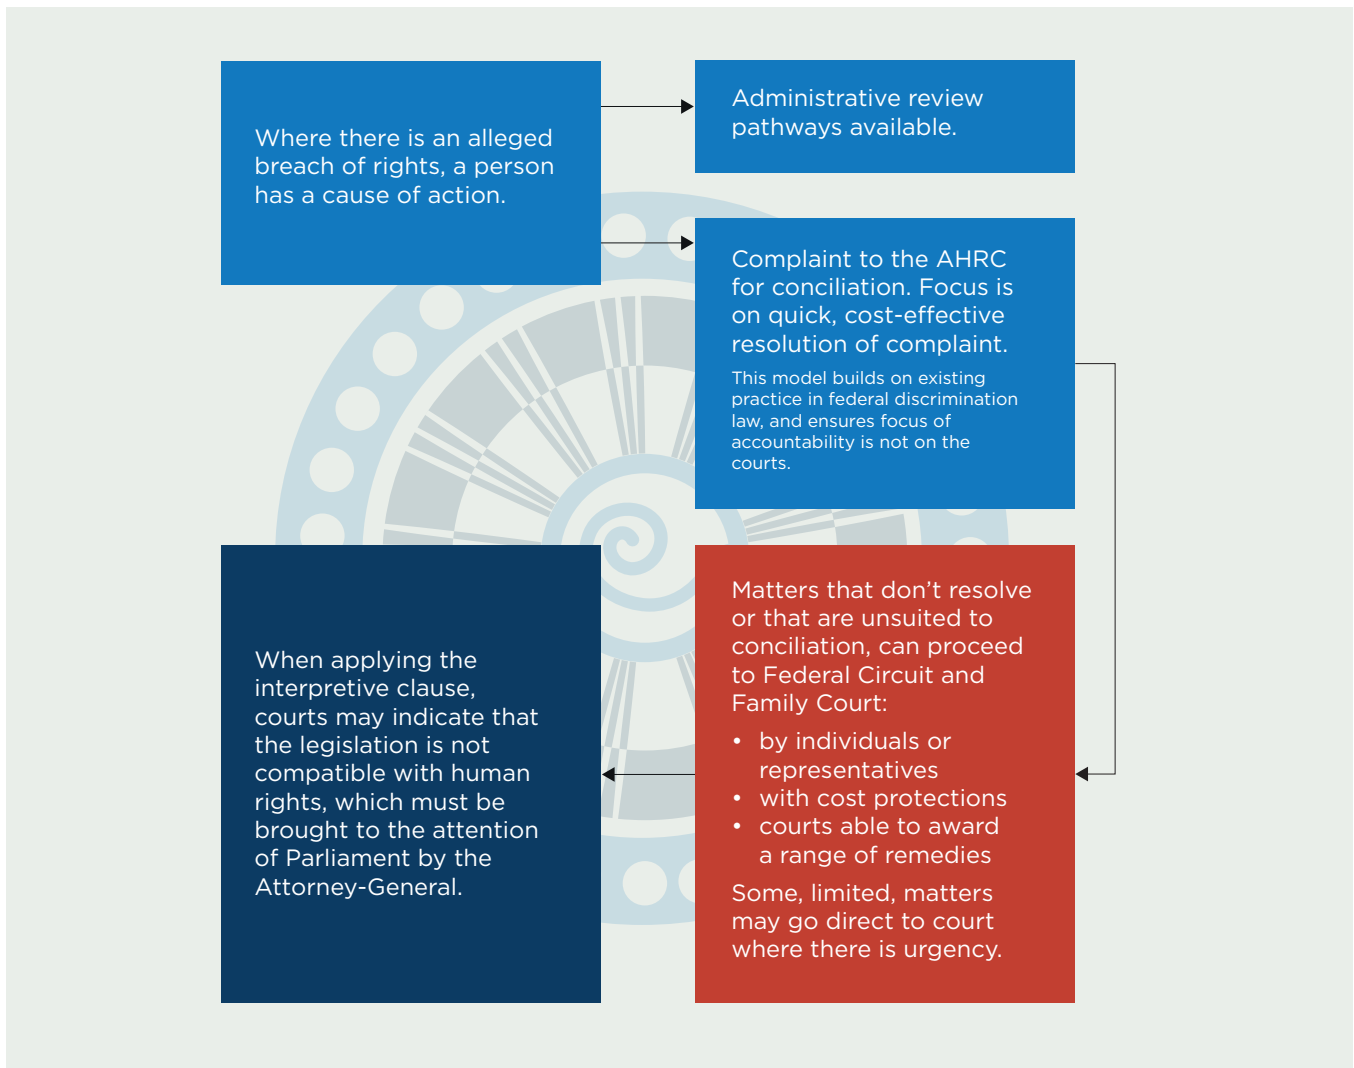 Where there is an alleged
breach of rights, a person
has a cause of action.
Administrative review
pathways available.
Complaint to the AHRC
for conciliation. Focus is
on quick, cost-effective
resolution of complaint.
This model builds on existing
practice in federal discrimination
law, and ensures focus of
accountability is not on the
courts.
Matters that don’t resolve
or that are unsuited to
conciliation, can proceed
to Federal Circuit and
Family Court:
• by individuals or
representatives
• with cost protections
• courts able to award
a range of remedies
Some, limited, matters
may go direct to court
where there is urgency.
When applying the
interpretive clause,
courts may indicate that
the legislation is not
compatible with human
rights, which must be
brought to the attention
of Parliament by the
Attorney-General.